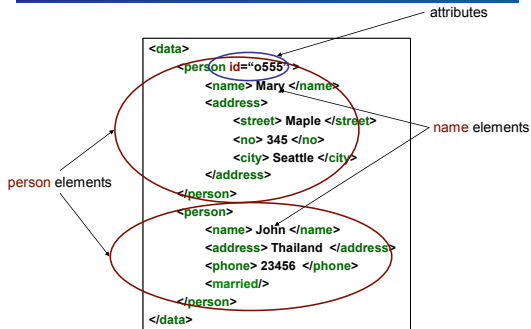 attributes
<data>
<person id=“o555” >
<name> Mary </name>
<address>
<street> Maple </street>
<no> 345 </no>
<city> Seattle </city>
</address>
</person>
<person>
<name> John </name>
<address> Thailand </address>
<phone> 23456 </phone>
<married/>
</person>
</data>
name elements
person elements